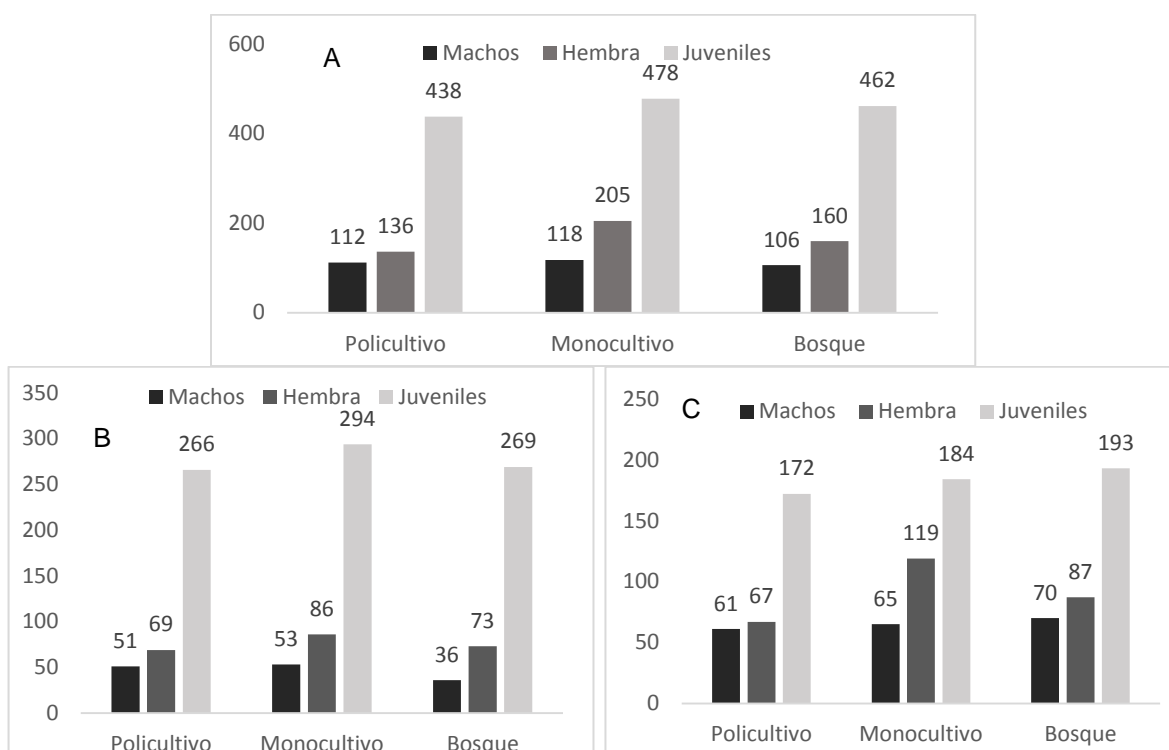 A
Machos Hembra Juveniles
600
400
200
0
112 136 438
118 205 478
106 160 462
Policultivo Monocultivo Bosque
B
Machos Hembra Juveniles
350
300
250
200
150
100
50
0
51 69 266
53 86 294
36 73 269
Policultivo Monocultivo Bosque
C
Machos Hembra Juveniles
250
200
150
100
50
0
61 67 172
65 119 184
70 87 193
Policultivo Monocultivo Bosque